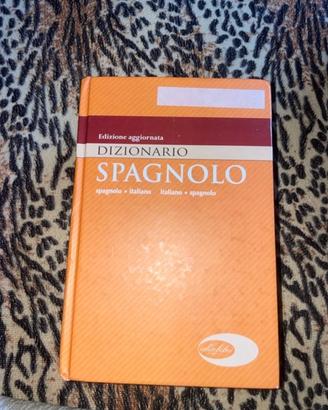 Edizione aggiornata
DIZIONARIO
SPAGNOLO
spagnolo • italiano italiano • spagnolo